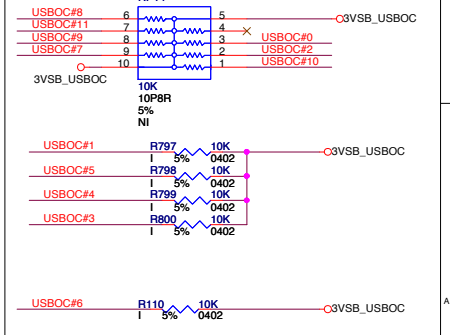 USBOC#8 6 5 3VSB_USBOC
USBOC#11 7 4
USBOC#9 8 3 USBOC#0
USBOC#7 9 2 USBOC#2
10 1 USBOC#10
3VSB_USBOC
10K
10P8R
5%
NI
USBOC#1 R797 10K 3VSB_USBOC
I 5% 0402
USBOC#5 R798 10K
I 5% 0402
USBOC#4 R799 10K
I 5% 0402
USBOC#3 R800 10K
I 5% 0402
A
USBOC#6 R110 10K 3VSB_USBOC
I 5% 0402